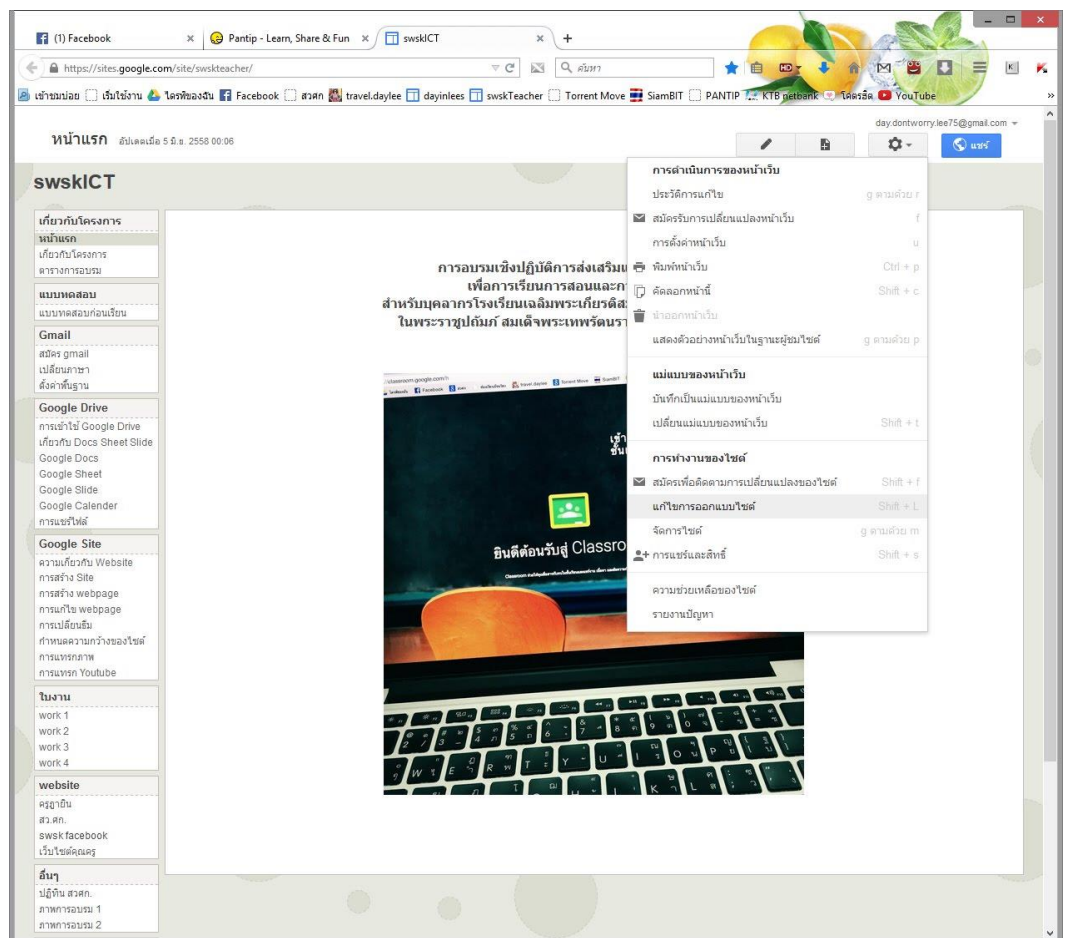 (1) Facebook
Pantip - Learn, Share & Fun
swskICT
https://sites.google.com/site/swskteacher/
ค้นหา
เข้าชมบ่อย
เริ่มใช้งาน
ใครฟ้องฉัน
Facebook
สวศก
travel.daylee
dayinlees
swskTeacher
Torrent Move
SiamBIT
PANTIP
KTB netbank
โคตรฮิต
YouTube
day.dontworry.lee75@gmail.com
หน้าแรก อัปเดตเมื่อ 5 มิ.ย. 2558 00:06
แชร์
swskICT
เกี่ยวกับโครงการ
หน้าแรก
เกี่ยวกับโครงการ
ตารางการอบรม
แบบทดสอบ
แบบทดสอบก่อนเรียน
Gmail
สมัคร gmail
เปลี่ยนภาษา
ตั้งค่าพื้นฐาน
Google Drive
การเข้าใช้ Google Drive
เกี่ยวกับ Docs Sheet Slide
Google Docs
Google Sheet
Google Slide
Google Calender
การแชร์ไฟล์
Google Site
ความเกี่ยวกับ Website
การสร้าง Site
การสร้าง webpage
การแก้ไข webpage
การเปลี่ยนธีม
กำหนดความกว้างของไซต์
การแทรกภาพ
การแทรก Youtube
ใบงาน
work 1
work 2
work 3
work 4
website
ครูฎายิน
สว.ศก.
swsk facebook
เว็บไซต์คุณครู
อื่นๆ
ปฏิทิน สวศก.
ภาพการอบรม 1
ภาพการอบรม 2
การอบรมเชิงปฏิบัติการส่งเสริมเ
เพื่อการเรียนการสอนและกา
สำหรับบุคลากรโรงเรียนเฉลิมพระเกียรติส
ในพระราชูปถัมภ์ สมเด็จพระเทพรัตนรา
ยินดีต้อนรับสู่ Classro
การดำเนินการของหน้าเว็บ
ประวัติการแก้ไข g ตามด้วย r
สมัครรับการเปลี่ยนแปลงหน้าเว็บ f
การตั้งค่าหน้าเว็บ u
พิมพ์หน้าเว็บ Ctrl + p
คัดลอกหน้านี้ Shift + c
นำออกหน้าเว็บ
แสดงตัวอย่างหน้าเว็บในฐานะผู้ชมไซต์ g ตามด้วย p
แม่แบบของหน้าเว็บ
บันทึกเป็นแม่แบบของหน้าเว็บ
เปลี่ยนแม่แบบของหน้าเว็บ Shift + t
การทำงานของไซต์
สมัครเพื่อติดตามการเปลี่ยนแปลงของไซต์ Shift + f
แก้ไขการออกแบบไซต์ Shift + L
จัดการไซต์ g ตามด้วย m
การแชร์และสิทธิ์ Shift + s
ความช่วยเหลือของไซต์
รายงานปัญหา